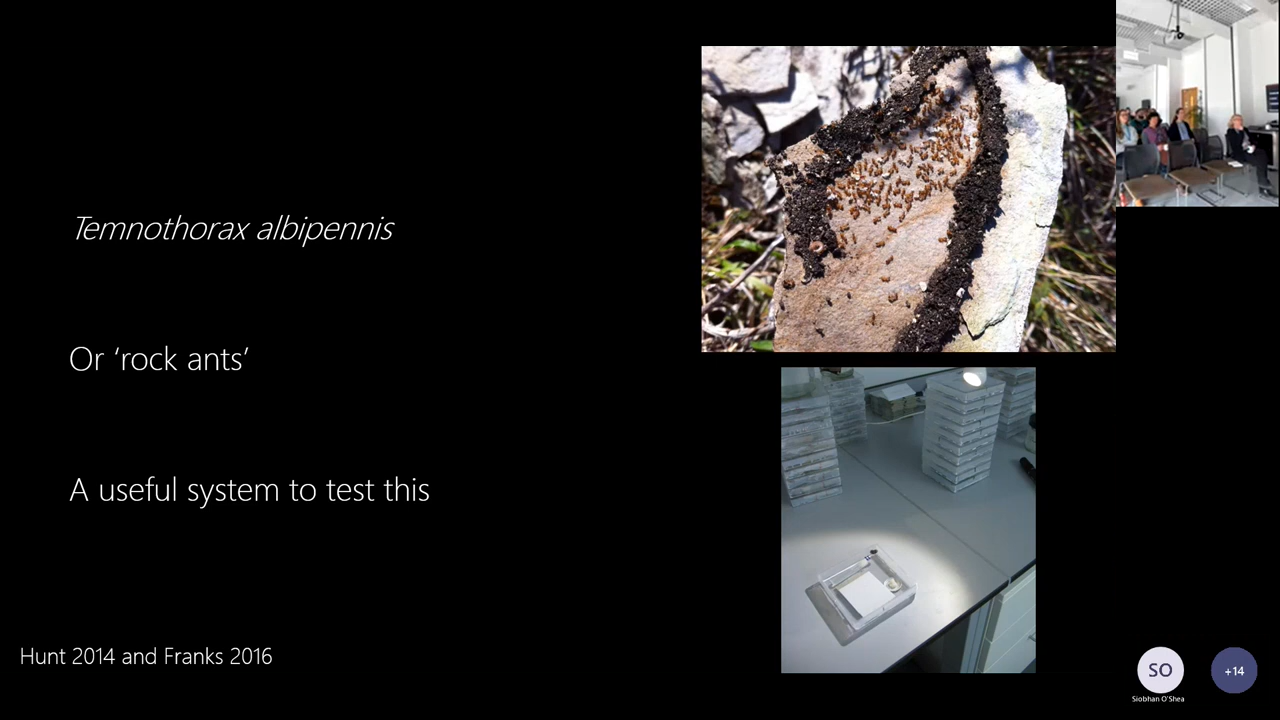 Temnothorax albipennis
Or ‘rock ants’
A useful system to test this
Hunt 2014 and Franks 2016
SO
+14
Siobhan O'Shea